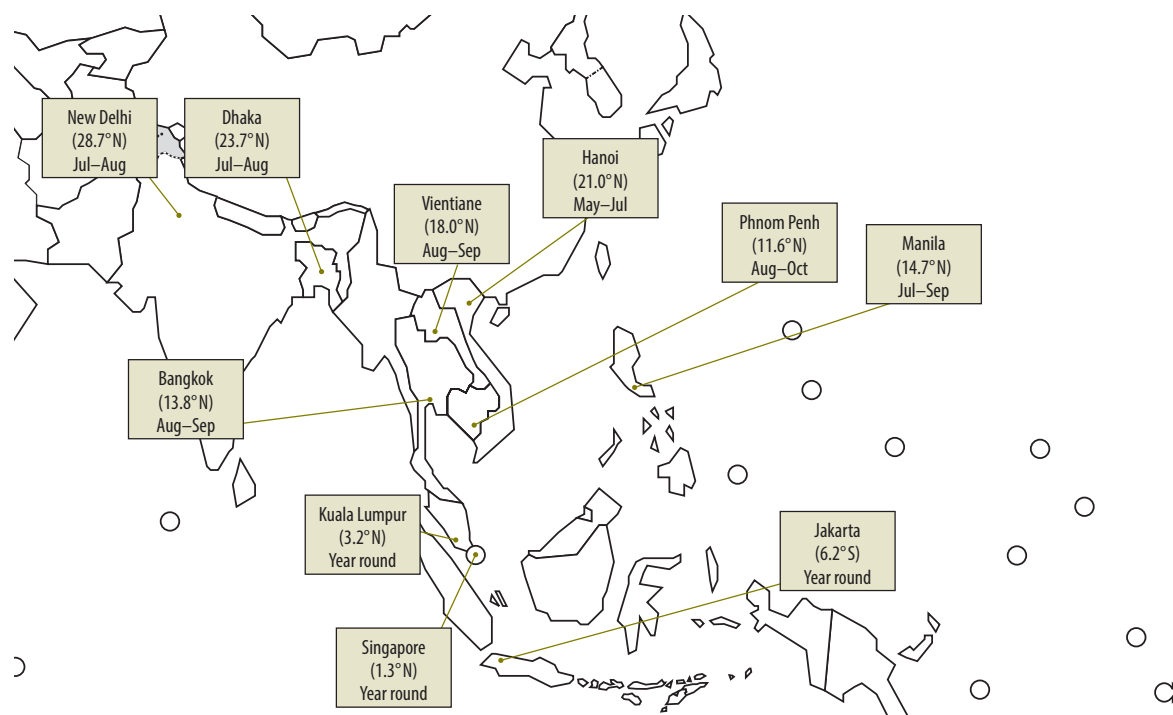 New Delhi
(28.7°N)
Jul–Aug
Dhaka
(23.7°N)
Jul–Aug
Hanoi
(21.0°N)
May–Jul
Vientiane
(18.0°N)
Aug–Sep
Phnom Penh
(11.6°N)
Aug–Oct
Manila
(14.7°N)
Jul–Sep
Bangkok
(13.8°N)
Aug–Sep
Kuala Lumpur
(3.2°N)
Year round
Jakarta
(6.2°S)
Year round
Singapore
(1.3°N)
Year round